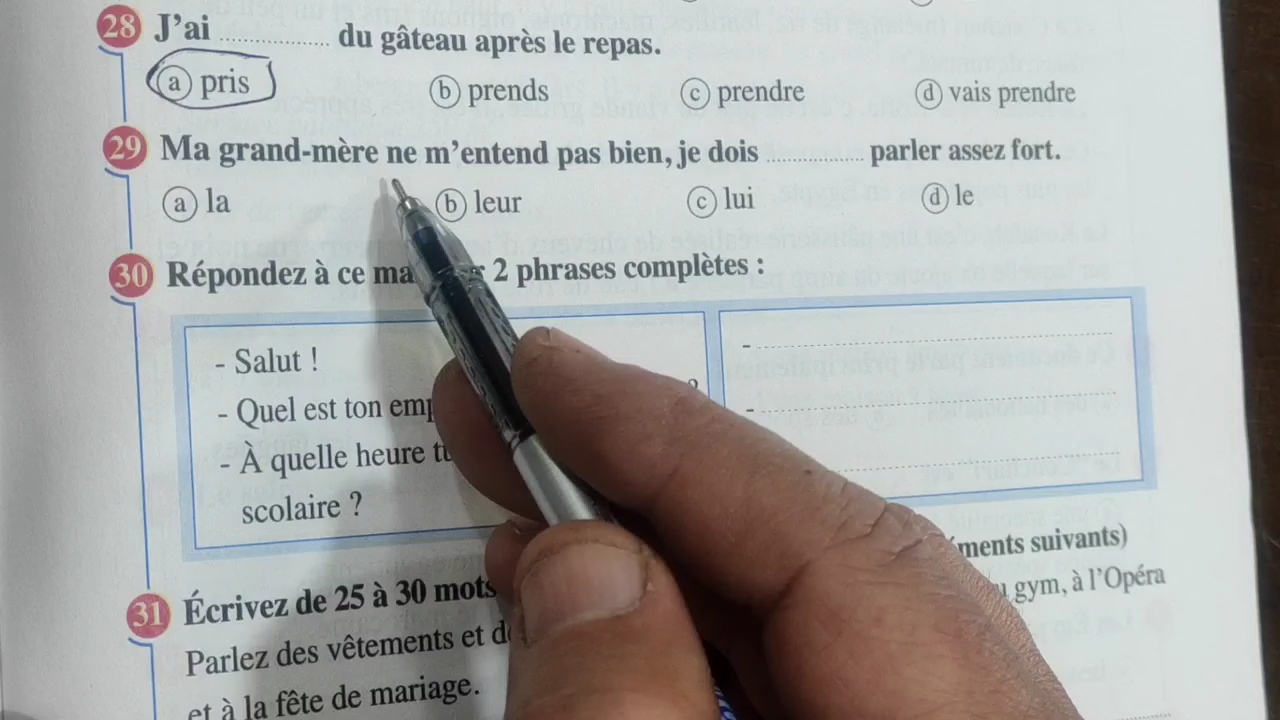 28 J'ai ............ du gâteau après le repas.
a pris b prends c prendre d vais prendre
29 Ma grand-mère ne m'entend pas bien, je dois ............ parler assez fort.
a la b leur c lui d le
30 Répondez à ce 2 phrases complètes :
- Salut !
- Quel est ton
- À quelle heure
scolaire ?
-
-
31 Écrivez de 25 à 30 mots suivants)
Parlez des vêtements et gym, à l'Opéra
et à la fête de mariage.